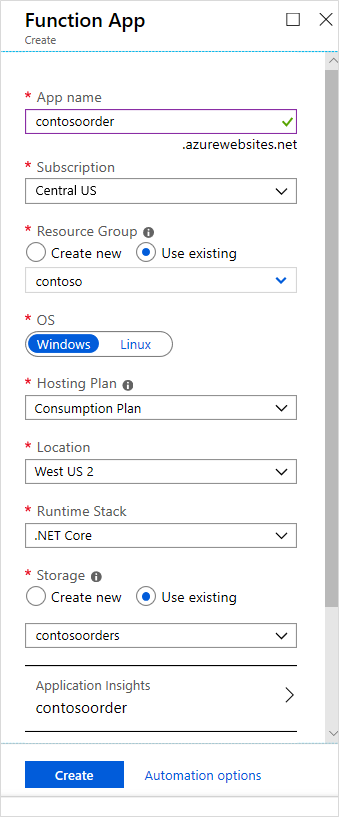 Function App
Create
* App name
contosoorder
.azurewebsites.net
* Subscription
Central US
* Resource Group
Create new Use existing
contoso
* OS
Windows Linux
* Hosting Plan
Consumption Plan
* Location
West US 2
* Runtime Stack
.NET Core
* Storage
Create new Use existing
contosoorders
Application Insights
contosoorder
Create Automation options